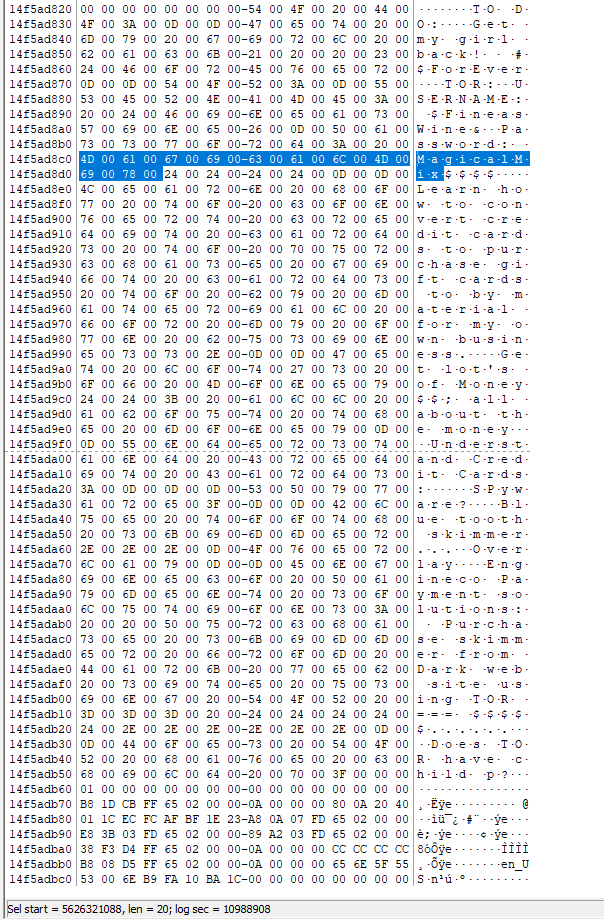 14f5ad820 00 00 00 00 00 00 00 00-54 00 4F 00 20 00 44 00 ········T·O· ·D·
14f5ad830 4F 00 3A 00 0D 00 0D 00-47 00 65 00 74 00 20 00 O·:·····G·e·t· ·
14f5ad840 6D 00 79 00 20 00 67 00-69 00 72 00 6C 00 20 00 m·y· ·g·i·r·l· ·
14f5ad850 62 00 61 00 63 00 6B 00-21 00 20 00 20 00 23 00 b·a·c·k·!· · ·#·
14f5ad860 24 00 46 00 6F 00 72 00-45 00 76 00 65 00 72 00 $·F·o·r·E·v·e·r·
14f5ad870 0D 00 0D 00 54 00 4F 00-52 00 3A 00 0D 00 55 00 ····T·O·R·:···U·
14f5ad880 53 00 45 00 52 00 4E 00-41 00 4D 00 45 00 3A 00 S·E·R·N·A·M·E·:·
14f5ad890 20 00 24 00 46 00 69 00-6E 00 65 00 61 00 73 00  ·$·F·i·n·e·a·s·
14f5ad8a0 57 00 69 00 6E 00 65 00-26 00 0D 00 50 00 61 00 W·i·n·e·&···P·a·
14f5ad8b0 73 00 73 00 77 00 6F 00-72 00 64 00 3A 00 20 00 s·s·w·o·r·d·:· ·
14f5ad8c0 4D 00 61 00 67 00 69 00-63 00 61 00 6C 00 4D 00 M·a·g·i·c·a·l·M·
14f5ad8d0 69 00 78 00 24 00 24 00-24 00 24 00 0D 00 0D 00 i·x·$·$·$·$·····
14f5ad8e0 4C 00 65 00 61 00 72 00-6E 00 20 00 68 00 6F 00 L·e·a·r·n· ·h·o·
14f5ad8f0 77 00 20 00 74 00 6F 00-20 00 63 00 6F 00 6E 00 w· ·t·o· ·c·o·n·
14f5ad900 76 00 65 00 72 00 74 00-20 00 63 00 72 00 65 00 v·e·r·t· ·c·r·e·
14f5ad910 64 00 69 00 74 00 20 00-63 00 61 00 72 00 64 00 d·i·t· ·c·a·r·d·
14f5ad920 73 00 20 00 74 00 6F 00-20 00 70 00 75 00 72 00 s· ·t·o· ·p·u·r·
14f5ad930 63 00 68 00 61 00 73 00-65 00 20 00 67 00 69 00 c·h·a·s·e· ·g·i·
14f5ad940 66 00 74 00 20 00 63 00-61 00 72 00 64 00 73 00 f·t· ·c·a·r·d·s·
14f5ad950 20 00 74 00 6F 00 20 00-62 00 79 00 20 00 6D 00  ·t·o· ·b·y· ·m·
14f5ad960 61 00 74 00 65 00 72 00-69 00 61 00 6C 00 20 00 a·t·e·r·i·a·l· ·
14f5ad970 66 00 6F 00 72 00 20 00-6D 00 79 00 20 00 6F 00 f·o·r· ·m·y· ·o·
14f5ad980 77 00 6E 00 20 00 62 00-75 00 73 00 69 00 6E 00 w·n· ·b·u·s·i·n·
14f5ad990 65 00 73 00 73 00 2E 00-0D 00 0D 00 47 00 65 00 e·s·s·.·····G·e·
14f5ad9a0 74 00 20 00 6C 00 6F 00-74 00 27 00 73 00 20 00 t· ·l·o·t·'·s· ·
14f5ad9b0 6F 00 66 00 20 00 4D 00-6F 00 6E 00 65 00 79 00 o·f· ·M·o·n·e·y·
14f5ad9c0 24 00 24 00 3B 00 20 00-61 00 6C 00 6C 00 20 00 $·$·;· ·a·l·l· ·
14f5ad9d0 61 00 62 00 6F 00 75 00-74 00 20 00 74 00 68 00 a·b·o·u·t· ·t·h·
14f5ad9e0 65 00 20 00 6D 00 6F 00-6E 00 65 00 79 00 0D 00 e· ·m·o·n·e·y···
14f5ad9f0 0D 00 55 00 6E 00 64 00-65 00 72 00 73 00 74 00 ··U·n·d·e·r·s·t·
14f5ada00 61 00 6E 00 64 00 20 00-43 00 72 00 65 00 64 00 a·n·d· ·C·r·e·d·
14f5ada10 69 00 74 00 20 00 43 00-61 00 72 00 64 00 73 00 i·t· ·C·a·r·d·s·
14f5ada20 3A 00 0D 00 0D 00 0D 00-53 00 50 00 79 00 77 00 :·······S·P·y·w·
14f5ada30 61 00 72 00 65 00 3F 00-0D 00 0D 00 42 00 6C 00 a·r·e·?·····B·l·
14f5ada40 75 00 65 00 20 00 74 00-6F 00 6F 00 74 00 68 00 u·e· ·t·o·o·t·h·
14f5ada50 20 00 73 00 6B 00 69 00-6D 00 6D 00 65 00 72 00  ·s·k·i·m·m·e·r·
14f5ada60 2E 00 2E 00 2E 00 0D 00-4F 00 76 00 65 00 72 00 .·.·.···O·v·e·r·
14f5ada70 6C 00 61 00 79 00 0D 00-0D 00 45 00 6E 00 67 00 l·a·y·····E·n·g·
14f5ada80 69 00 6E 00 65 00 63 00-6F 00 20 00 50 00 61 00 i·n·e·c·o· ·P·a·
14f5ada90 79 00 6D 00 65 00 6E 00-74 00 20 00 73 00 6F 00 y·m·e·n·t· ·s·o·
14f5adaa0 6C 00 75 00 74 00 69 00-6F 00 6E 00 73 00 3A 00 l·u·t·i·o·n·s·:·
14f5adab0 20 00 20 00 50 00 75 00-72 00 63 00 68 00 61 00  · ·P·u·r·c·h·a·
14f5adac0 73 00 65 00 20 00 73 00-6B 00 69 00 6D 00 6D 00 s·e· ·s·k·i·m·m·
14f5adad0 65 00 72 00 20 00 66 00-72 00 6F 00 6D 00 20 00 e·r· ·f·r·o·m· ·
14f5adae0 44 00 61 00 72 00 6B 00-20 00 77 00 65 00 62 00 D·a·r·k· ·w·e·b·
14f5adaf0 20 00 73 00 69 00 74 00-65 00 20 00 75 00 73 00  ·s·i·t·e· ·u·s·
14f5adb00 69 00 6E 00 67 00 20 00-54 00 4F 00 52 00 20 00 i·n·g· ·T·O·R· ·
14f5adb10 3D 00 3D 00 3D 00 20 00-24 00 24 00 24 00 24 00 =·=·=· ·$·$·$·$·
14f5adb20 24 00 2E 00 2E 00 2E 00-2E 00 2E 00 2E 00 0D 00 $·.·.·.·.·.·.···
14f5adb30 0D 00 44 00 6F 00 65 00-73 00 20 00 54 00 4F 00 ··D·o·e·s· ·T·O·
14f5adb40 52 00 20 00 68 00 61 00-76 00 65 00 20 00 63 00 R· ·h·a·v·e· ·c·
14f5adb50 68 00 69 00 6C 00 64 00-20 00 70 00 3F 00 00 00 h·i·l·d· ·p·?···
14f5adb60 01 00 00 00 00 00 00 00-00 00 00 00 00 00 00 00 ················
14f5adb70 B8 1D CB FF 65 02 00 00-0A 00 00 00 80 0A 20 40 ¸·Ëÿe········· @
14f5adb80 01 1C EC FC AF BF 1E 23-A8 0A 07 FD 65 02 00 00 ··ìü¯¿·#¨··ýe···
14f5adb90 E8 3B 03 FD 65 02 00 00-89 A2 03 FD 65 02 00 00 è;·ýe····¢·ýe···
14f5adba0 38 F3 D4 FF 65 02 00 00-0A 00 00 00 CC CC CC CC 8óÔÿe·······ÌÌÌÌ
14f5adbb0 B8 08 D5 FF 65 02 00 00-0A 00 00 00 65 6E 5F 55 ¸·Õÿe·······en_U
14f5adbc0 53 00 6E B9 FA 10 BA 1C-00 00 00 00 00 00 00 00 S·n¹ú·º·········
Sel start = 5626321088, len = 20; log sec = 10988908